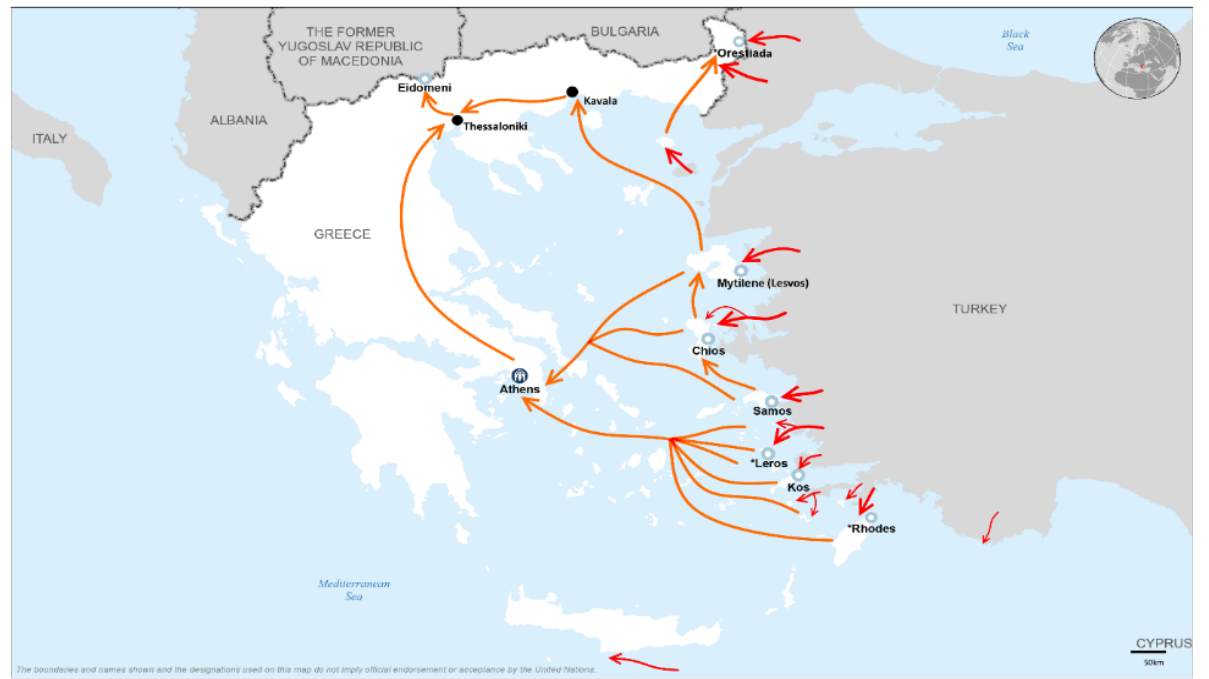 THE FORMER
YUGOSLAV REPUBLIC
OF MACEDONIA
BULGARIA
Black
Sea
*Orestiada
Eidomeni
Kavala
ALBANIA
Thessaloniki
ITALY
GREECE
Mytilene (Lesvos)
TURKEY
Chios
Athens
Samos
*Leros
Kos
*Rhodes
Mediterranean
Sea
CYPRUS
50km
The boundaries and names shown and the designations used on this map do not imply official endorsement or acceptance by the United Nations.